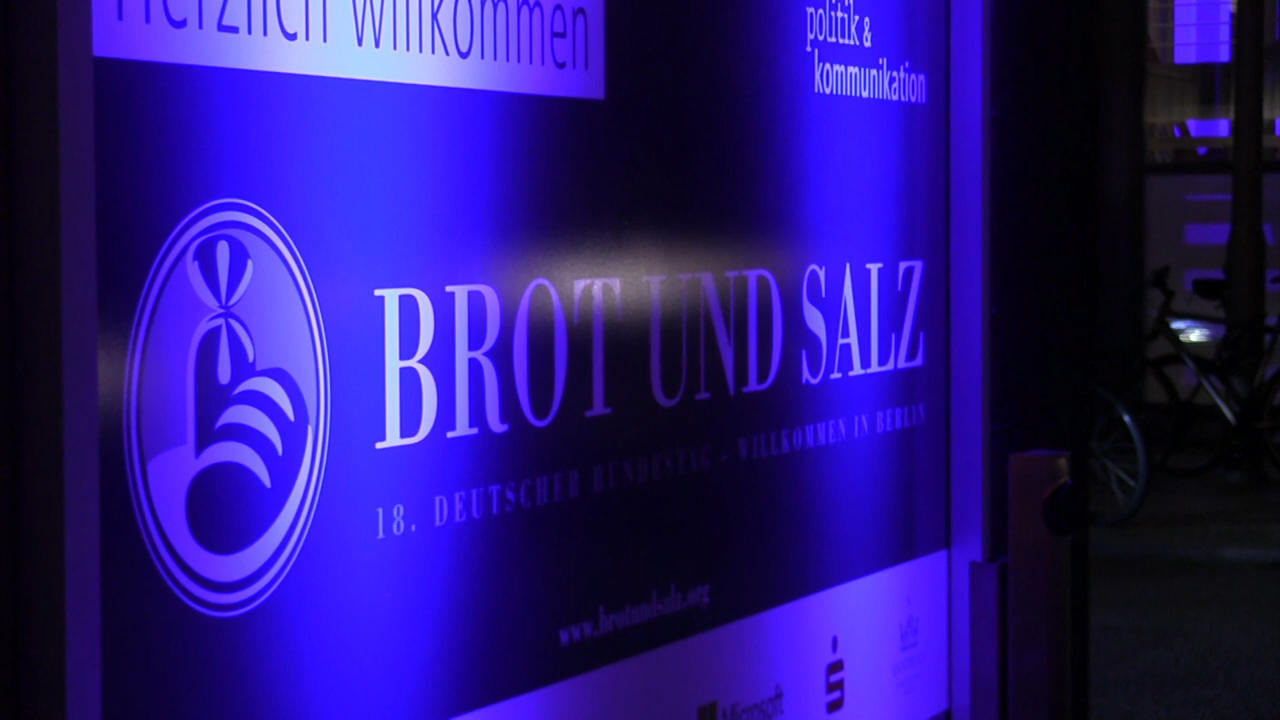 Herzlich willkommen
politik &
kommunikation
BROT UND SALZ
18. DEUTSCHER BUNDESTAG - WILLKOMMEN IN BERLIN
www.brotundsalz.org
Microsoft